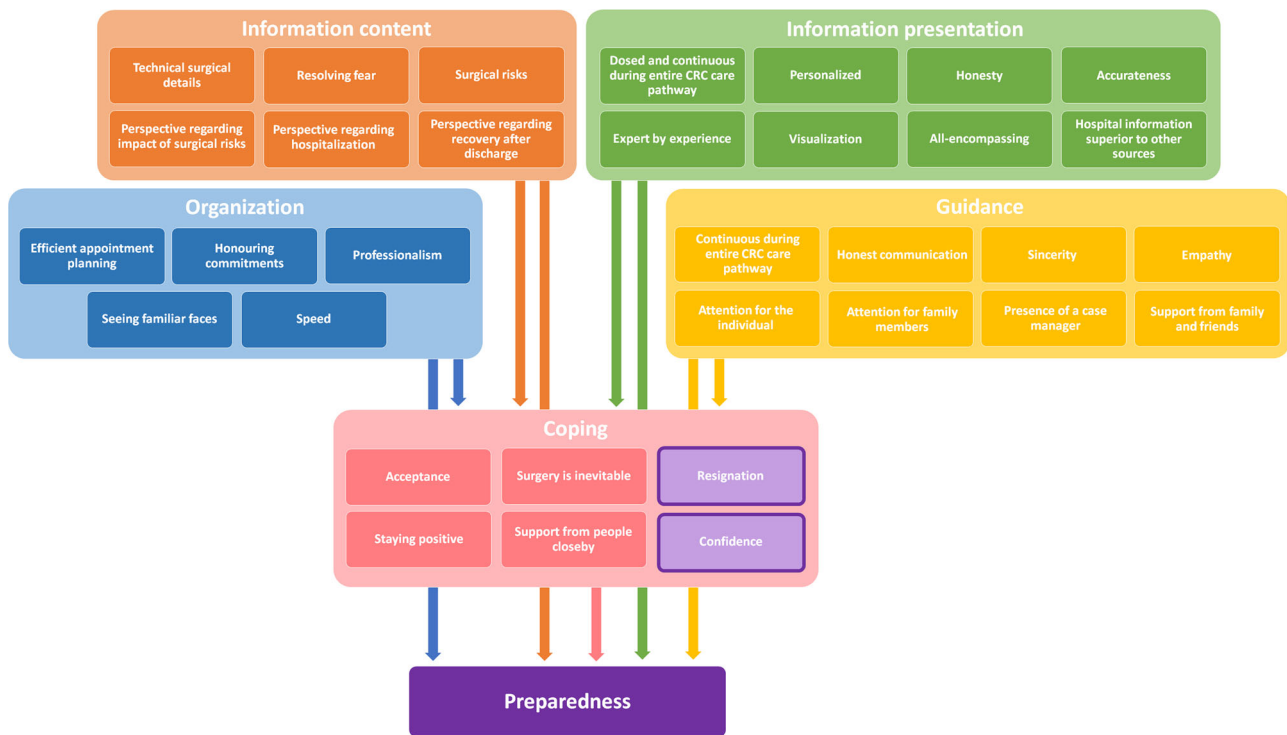 Information content
Technical surgical
details
Resolving fear
Surgical risks
Perspective regarding
impact of surgical risks
Perspective regarding
hospitalization
Perspective regarding
recovery after
discharge
Information presentation
Dosed and continuous
during entire CRC care
pathway
Personalized
Honesty
Accurateness
Expert by experience
Visualization
All-encompassing
Hospital information
superior to other
sources
Organization
Efficient appointment
planning
Honouring
commitments
Professionalism
Seeing familiar faces
Speed
Guidance
Continuous during
entire CRC care
pathway
Honest communication
Sincerity
Empathy
Attention for the
individual
Attention for family
members
Presence of a case
manager
Support from family
and friends
Coping
Acceptance
Surgery is inevitable
Resignation
Staying positive
Support from people
closeby
Confidence
Preparedness